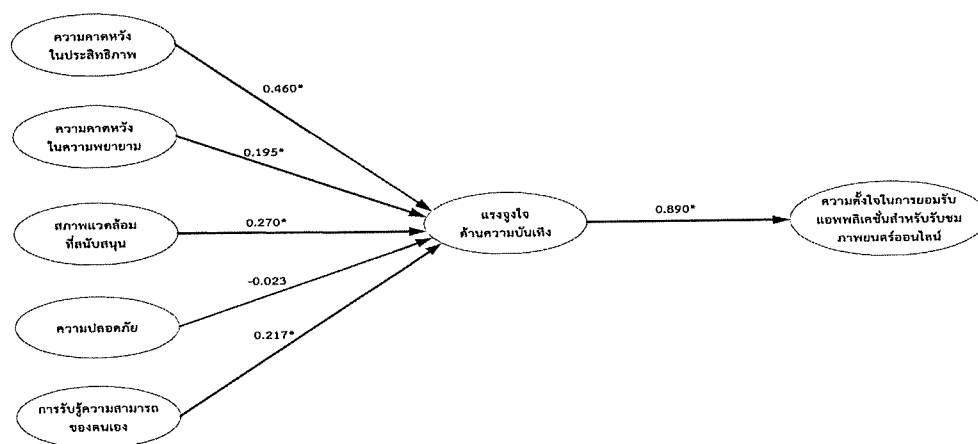 ความคาดหวัง
ในประสิทธิภาพ
0.460*
ความคาดหวัง
ในความพยายาม
0.195*
สภาพแวดล้อม
ที่สนับสนุน
0.270*
แรงจูงใจ
ด้านความบันเทิง
0.890*
ความตั้งใจในการยอมรับ
แอพพลิเคชั่นสำหรับรับชม
ภาพยนตร์ออนไลน์
-0.023
ความปลอดภัย
0.217*
การรับรู้ความสามารถ
ของตนเอง